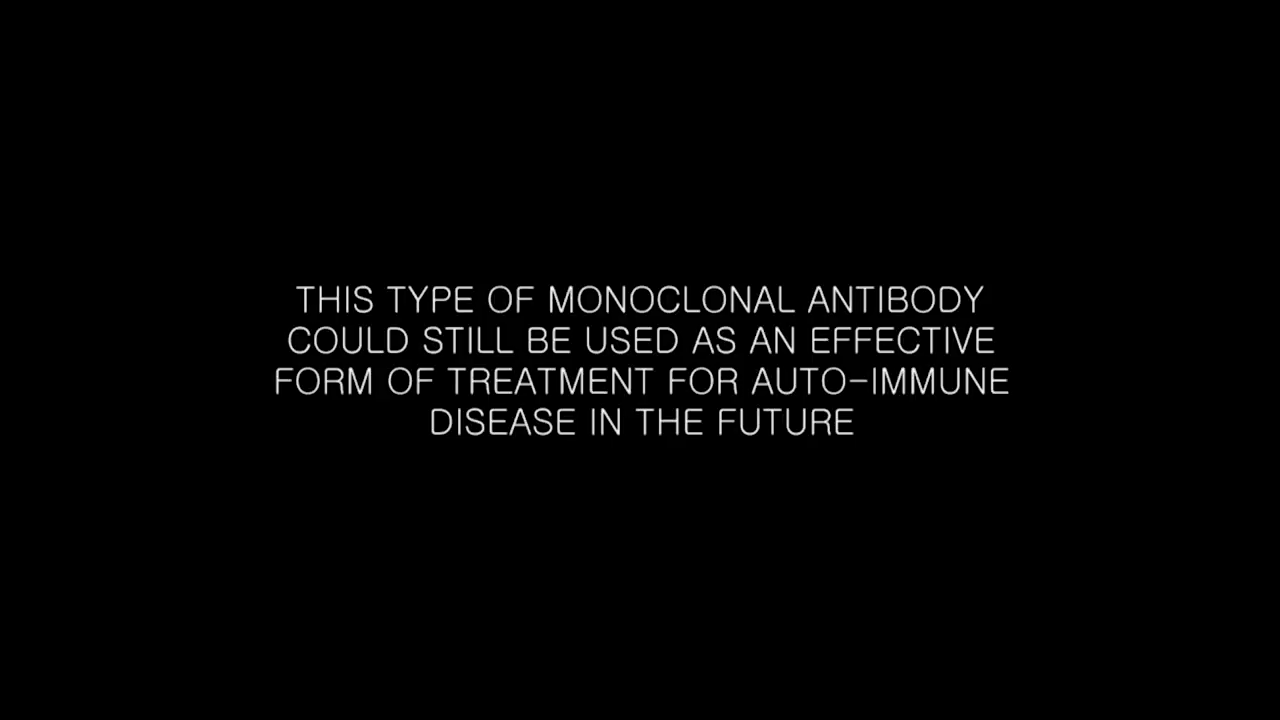 THIS TYPE OF MONOCLONAL ANTIBODY
COULD STILL BE USED AS AN EFFECTIVE
FORM OF TREATMENT FOR AUTO-IMMUNE
DISEASE IN THE FUTURE